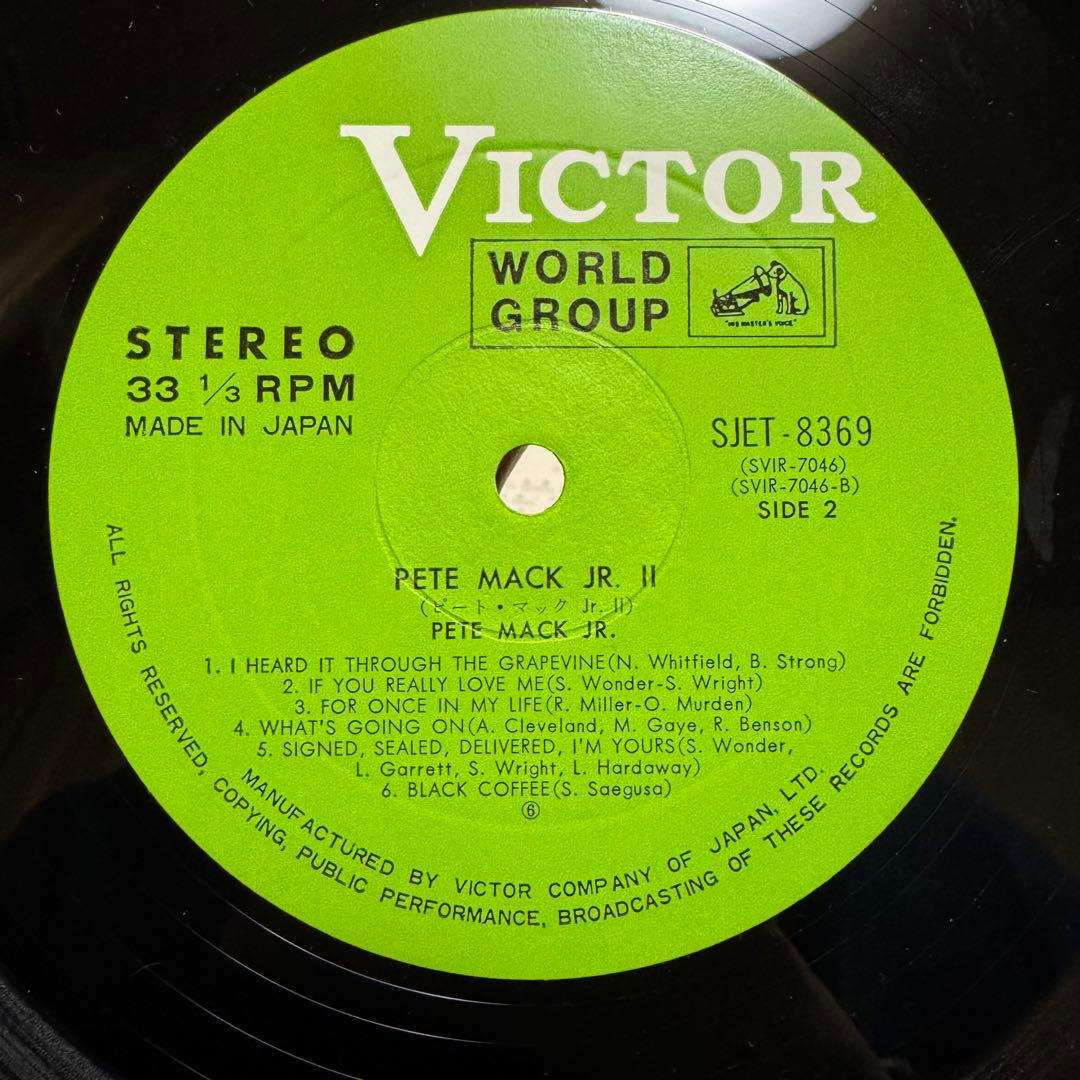 VICTOR
WORLD
GROUP
"HIS MASTER'S VOICE"
STEREO
33 1/3 RPM
MADE IN JAPAN
SJET-8369
(SVIR-7046)
(SVIR-7046-B)
SIDE 2
PETE MACK JR. II
(ピート・マック Jr. II)
PETE MACK JR.
1. I HEARD IT THROUGH THE GRAPEVINE(N. Whitfield, B. Strong)
2. IF YOU REALLY LOVE ME(S. Wonder-S. Wright)
3. FOR ONCE IN MY LIFE(R. Miller-O. Murden)
4. WHAT'S GOING ON(A. Cleveland, M. Gaye, R. Benson)
5. SIGNED, SEALED, DELIVERED, I'M YOURS(S. Wonder,
L. Garrett, S. Wright, L. Hardaway)
6. BLACK COFFEE(S. Saegusa)
⑥
MANUFACTURED BY VICTOR COMPANY OF JAPAN, LTD.
ALL RIGHTS RESERVED, COPYING, PUBLIC PERFORMANCE, BROADCASTING OF THESE RECORDS ARE FORBIDDEN.